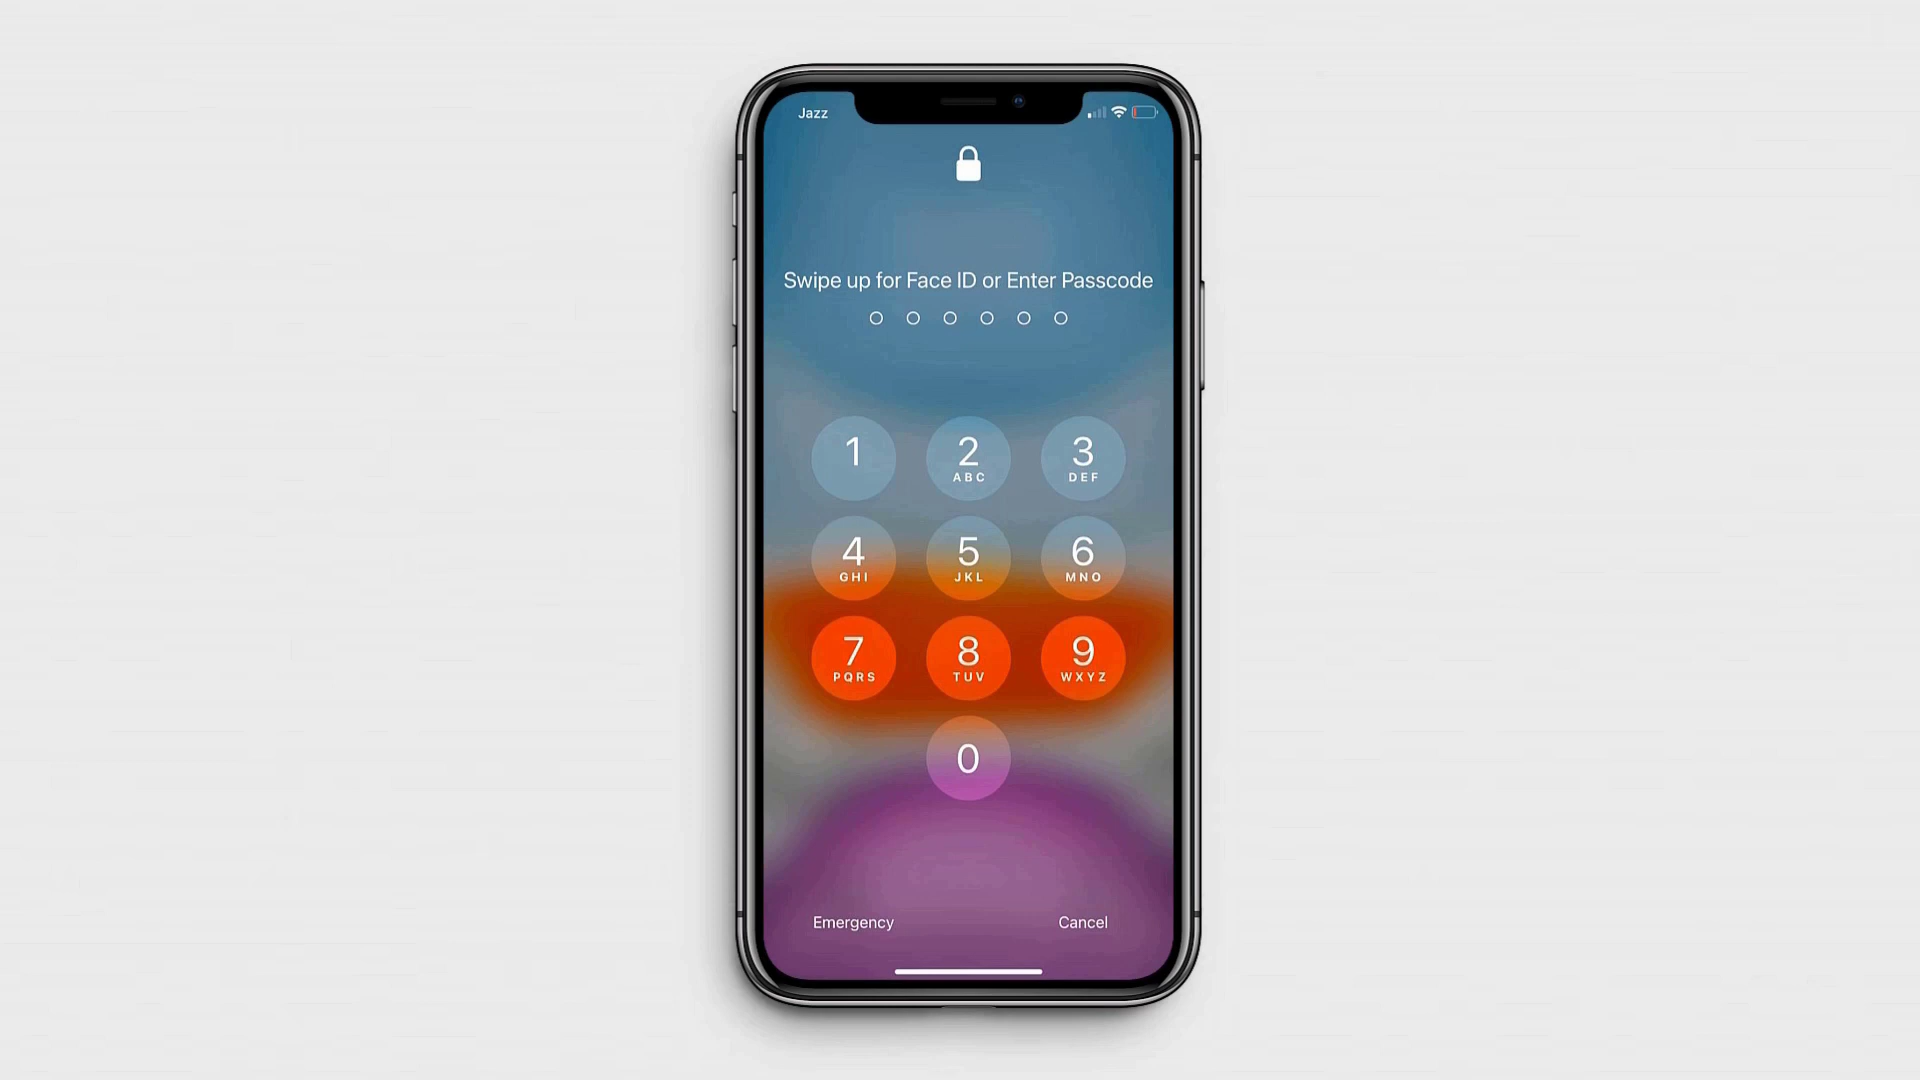 Jazz
Swipe up for Face ID or Enter Passcode
1 2 3
ABC DEF
4 5 6
GHI JKL MNO
7 8 9
PQRS TUV WXYZ
0
Emergency Cancel